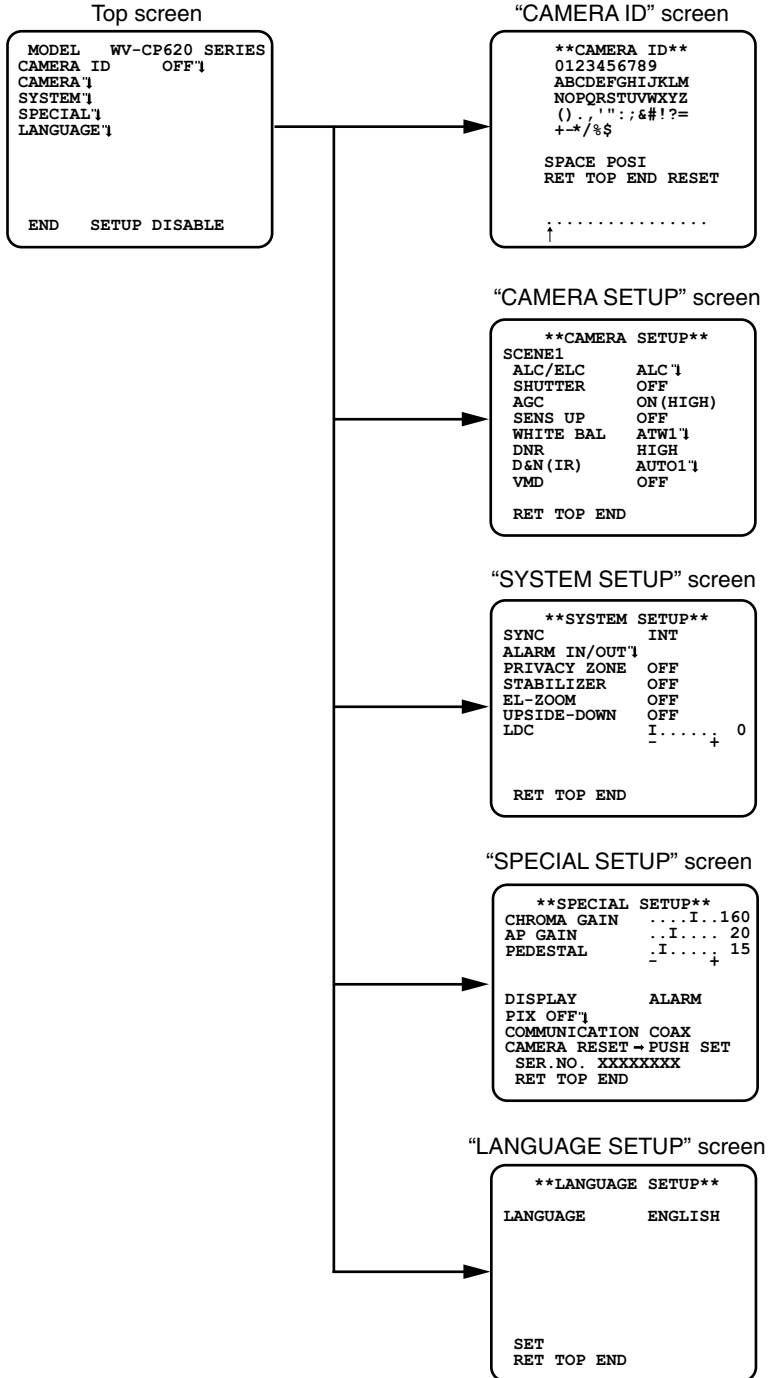 Top screen
MODEL WV-CP620 SERIES
CAMERA ID OFF
CAMERA
SYSTEM
SPECIAL
LANGUAGE
END SETUP DISABLE
“CAMERA ID” screen
**CAMERA ID**
0123456789
ABCDEFGHIJKLM
NOPQRSTUVWXYZ
().,'":;&#!?=
+-*/%$
SPACE POSI
RET TOP END RESET
................
↑
“CAMERA SETUP” screen
**CAMERA SETUP**
SCENE1
ALC/ELC ALC
SHUTTER OFF
AGC ON(HIGH)
SENS UP OFF
WHITE BAL ATW1
DNR HIGH
D&N(IR) AUTO1
VMD OFF
RET TOP END
“SYSTEM SETUP” screen
**SYSTEM SETUP**
SYNC INT
ALARM IN/OUT
PRIVACY ZONE OFF
STABILIZER OFF
EL-ZOOM OFF
UPSIDE-DOWN OFF
LDC I...... 0
- +
RET TOP END
“SPECIAL SETUP” screen
**SPECIAL SETUP**
CHROMA GAIN ....I..160
AP GAIN ..I.... 20
PEDESTAL .I..... 15
- +
DISPLAY ALARM
PIX OFF
COMMUNICATION COAX
CAMERA RESET→PUSH SET
SER.NO. XXXXXXXX
RET TOP END
“LANGUAGE SETUP” screen
**LANGUAGE SETUP**
LANGUAGE ENGLISH
SET
RET TOP END